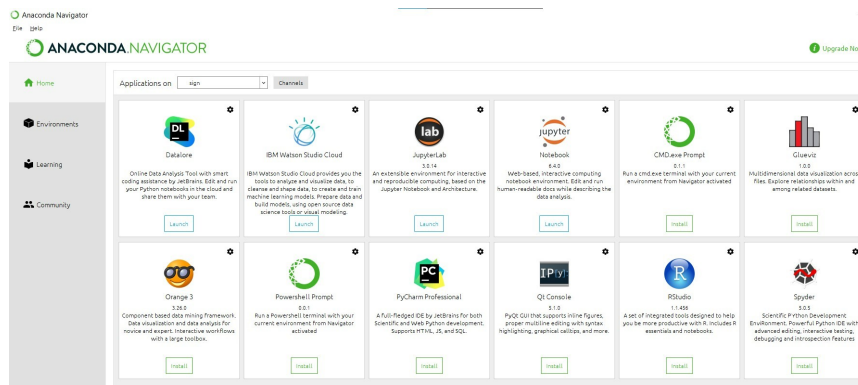 Anaconda Navigator
File Help
ANACONDA.NAVIGATOR
Upgrade No
Home
Environments
Learning
Community
Applications on sign Channels
Datalore
Online Data Analysis Tool with smart
coding assistance by JetBrains. Edit and run
your Python notebooks in the cloud and
share them with your team.
Launch
IBM Watson Studio Cloud
IBM Watson Studio Cloud provides you the
tools to analyze and visualize data, to
cleanse and shape data, to create and train
machine learning models. Prepare data and
build models, using open source data
science tools or visual modeling.
Launch
lab
JupyterLab
3.0.14
An extensible environment for interactive
and reproducible computing, based on the
Jupyter Notebook and Architecture.
Launch
jupyter
Notebook
6.4.0
Web-based, interactive computing
notebook environment. Edit and run
human-readable docs while describing the
data analysis.
Launch
CMD.exe Prompt
0.1.1
Run a cmd.exe terminal with your current
environment from Navigator activated
Install
Glueviz
1.0.0
Multidimensional data visualization acros
files. Explore relationships within and
among related datasets.
Install
Orange 3
3.26.0
Component based data mining framework.
Data visualization and data analysis for
novice and expert. Interactive workflows
with a large toolbox.
Install
Powershell Prompt
0.0.1
Run a Powershell terminal with your
current environment from Navigator
activated
Install
PC
PyCharm Professional
A full-fledged IDE by JetBrains for both
Scientific and Web Python development.
Supports HTML, JS, and SQL.
Install
IP[y]:
Qt Console
5.1.0
PyQt GUI that supports inline figures,
proper multiline editing with syntax
highlighting, graphical calltips, and more.
Install
R
RStudio
1.1.456
A set of integrated tools designed to help
you be more productive with R. Includes R
essentials and notebooks.
Install
Spyder
5.0.5
Scientific PYthon Development
EnviRonment. Powerful Python IDE with
advanced editing, interactive testing,
debugging and introspection features
Install
DL